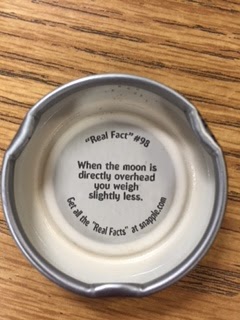 "Real Fact" #98
When the moon is
directly overhead
you weigh
slightly less.
Get all the "Real Facts" at snapple.com